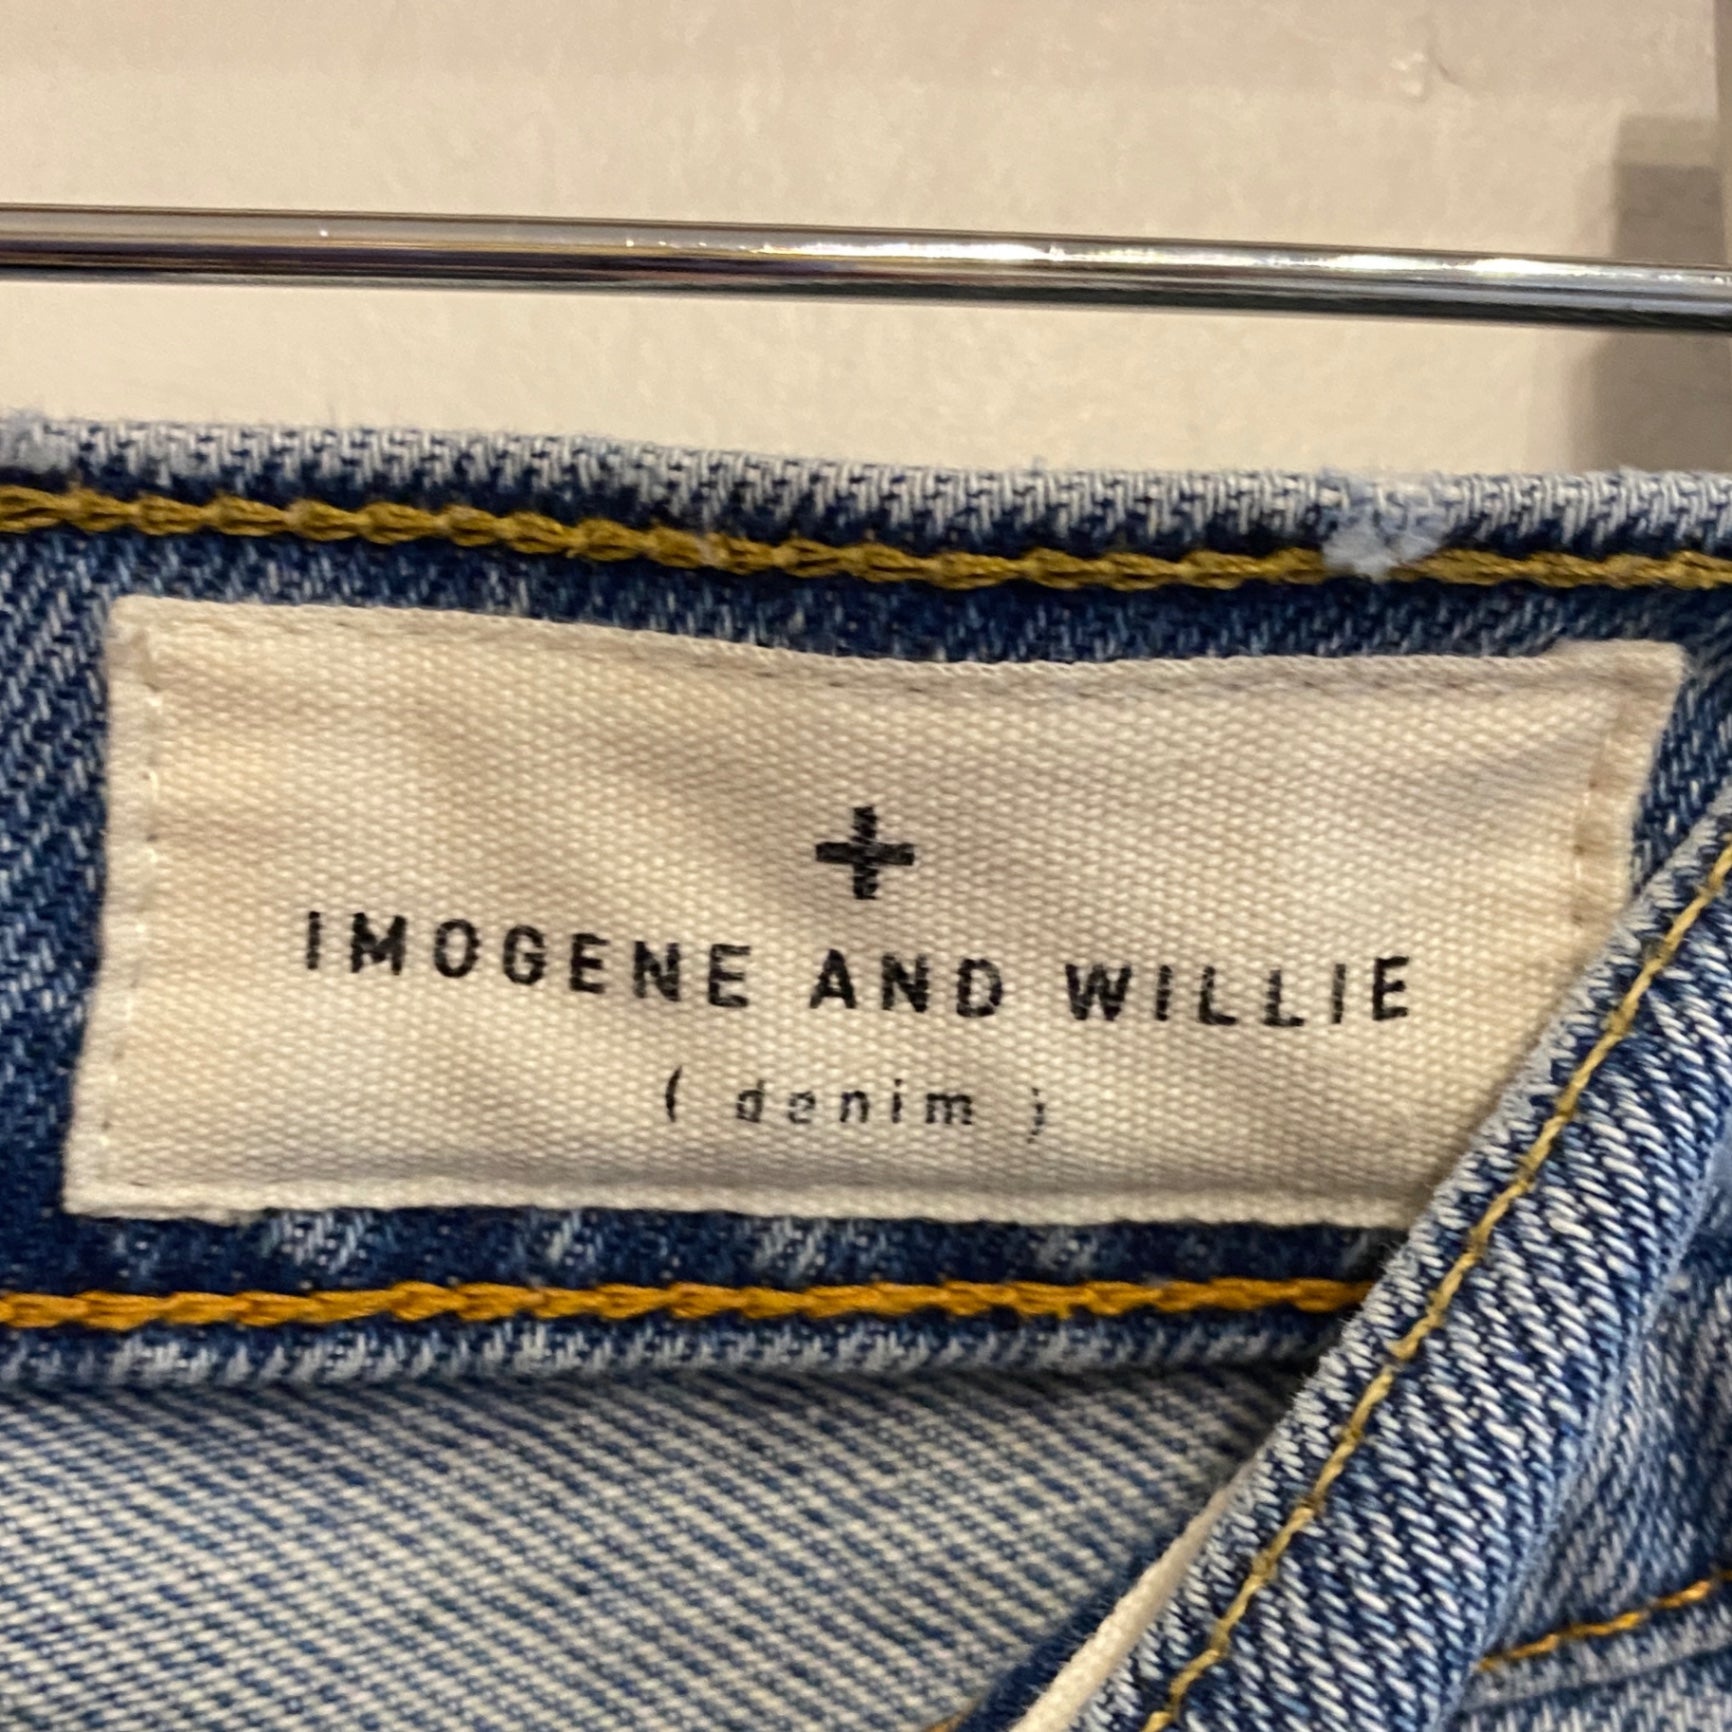 +
IMOGENE AND WILLIE
( denim )